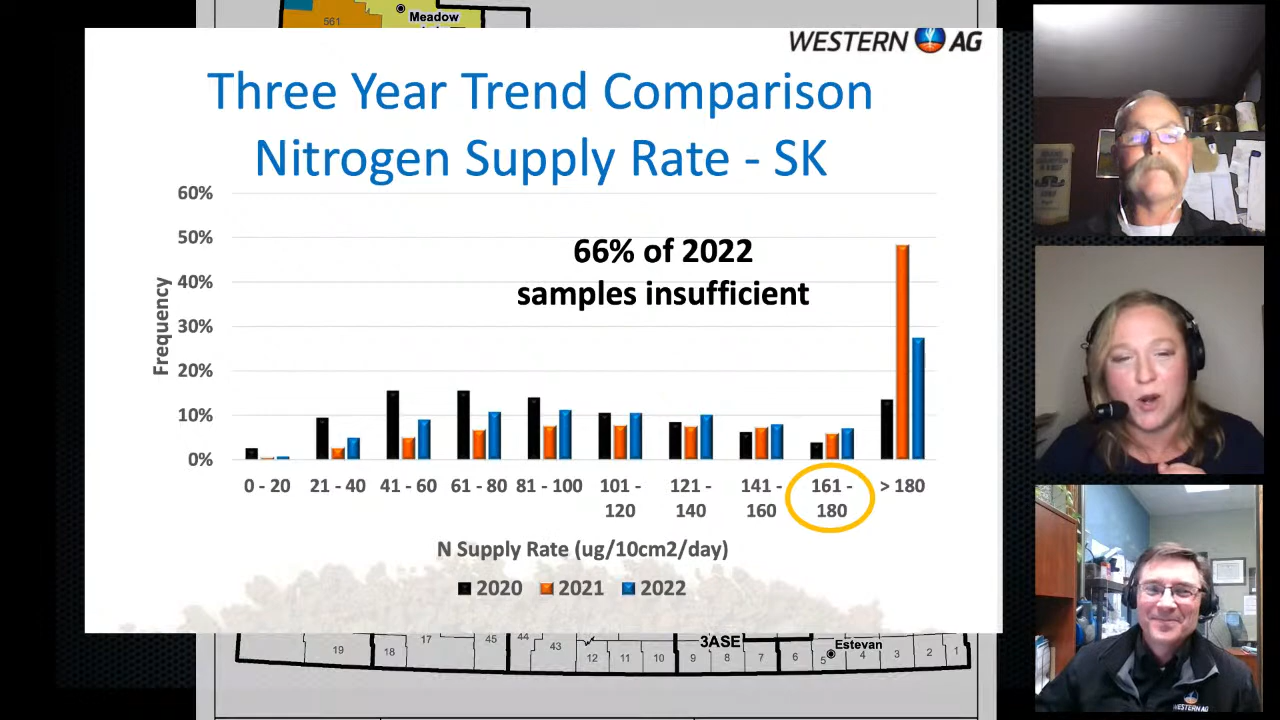 561
Meadow
WESTERN AG
Three Year Trend Comparison
Nitrogen Supply Rate - SK
60%
50%
40%
30%
20%
10%
0%
Frequency
66% of 2022
samples insufficient
0 - 20
21 - 40
41 - 60
61 - 80
81 - 100
101 -
120
121 -
140
141 -
160
161 -
180
> 180
N Supply Rate (ug/10cm2/day)
2020
2021
2022
19
18
17
45
44
43
12
11
10
3ASE
9
8
7
6
5
Estevan
4
3
2
1
WESTERN AG